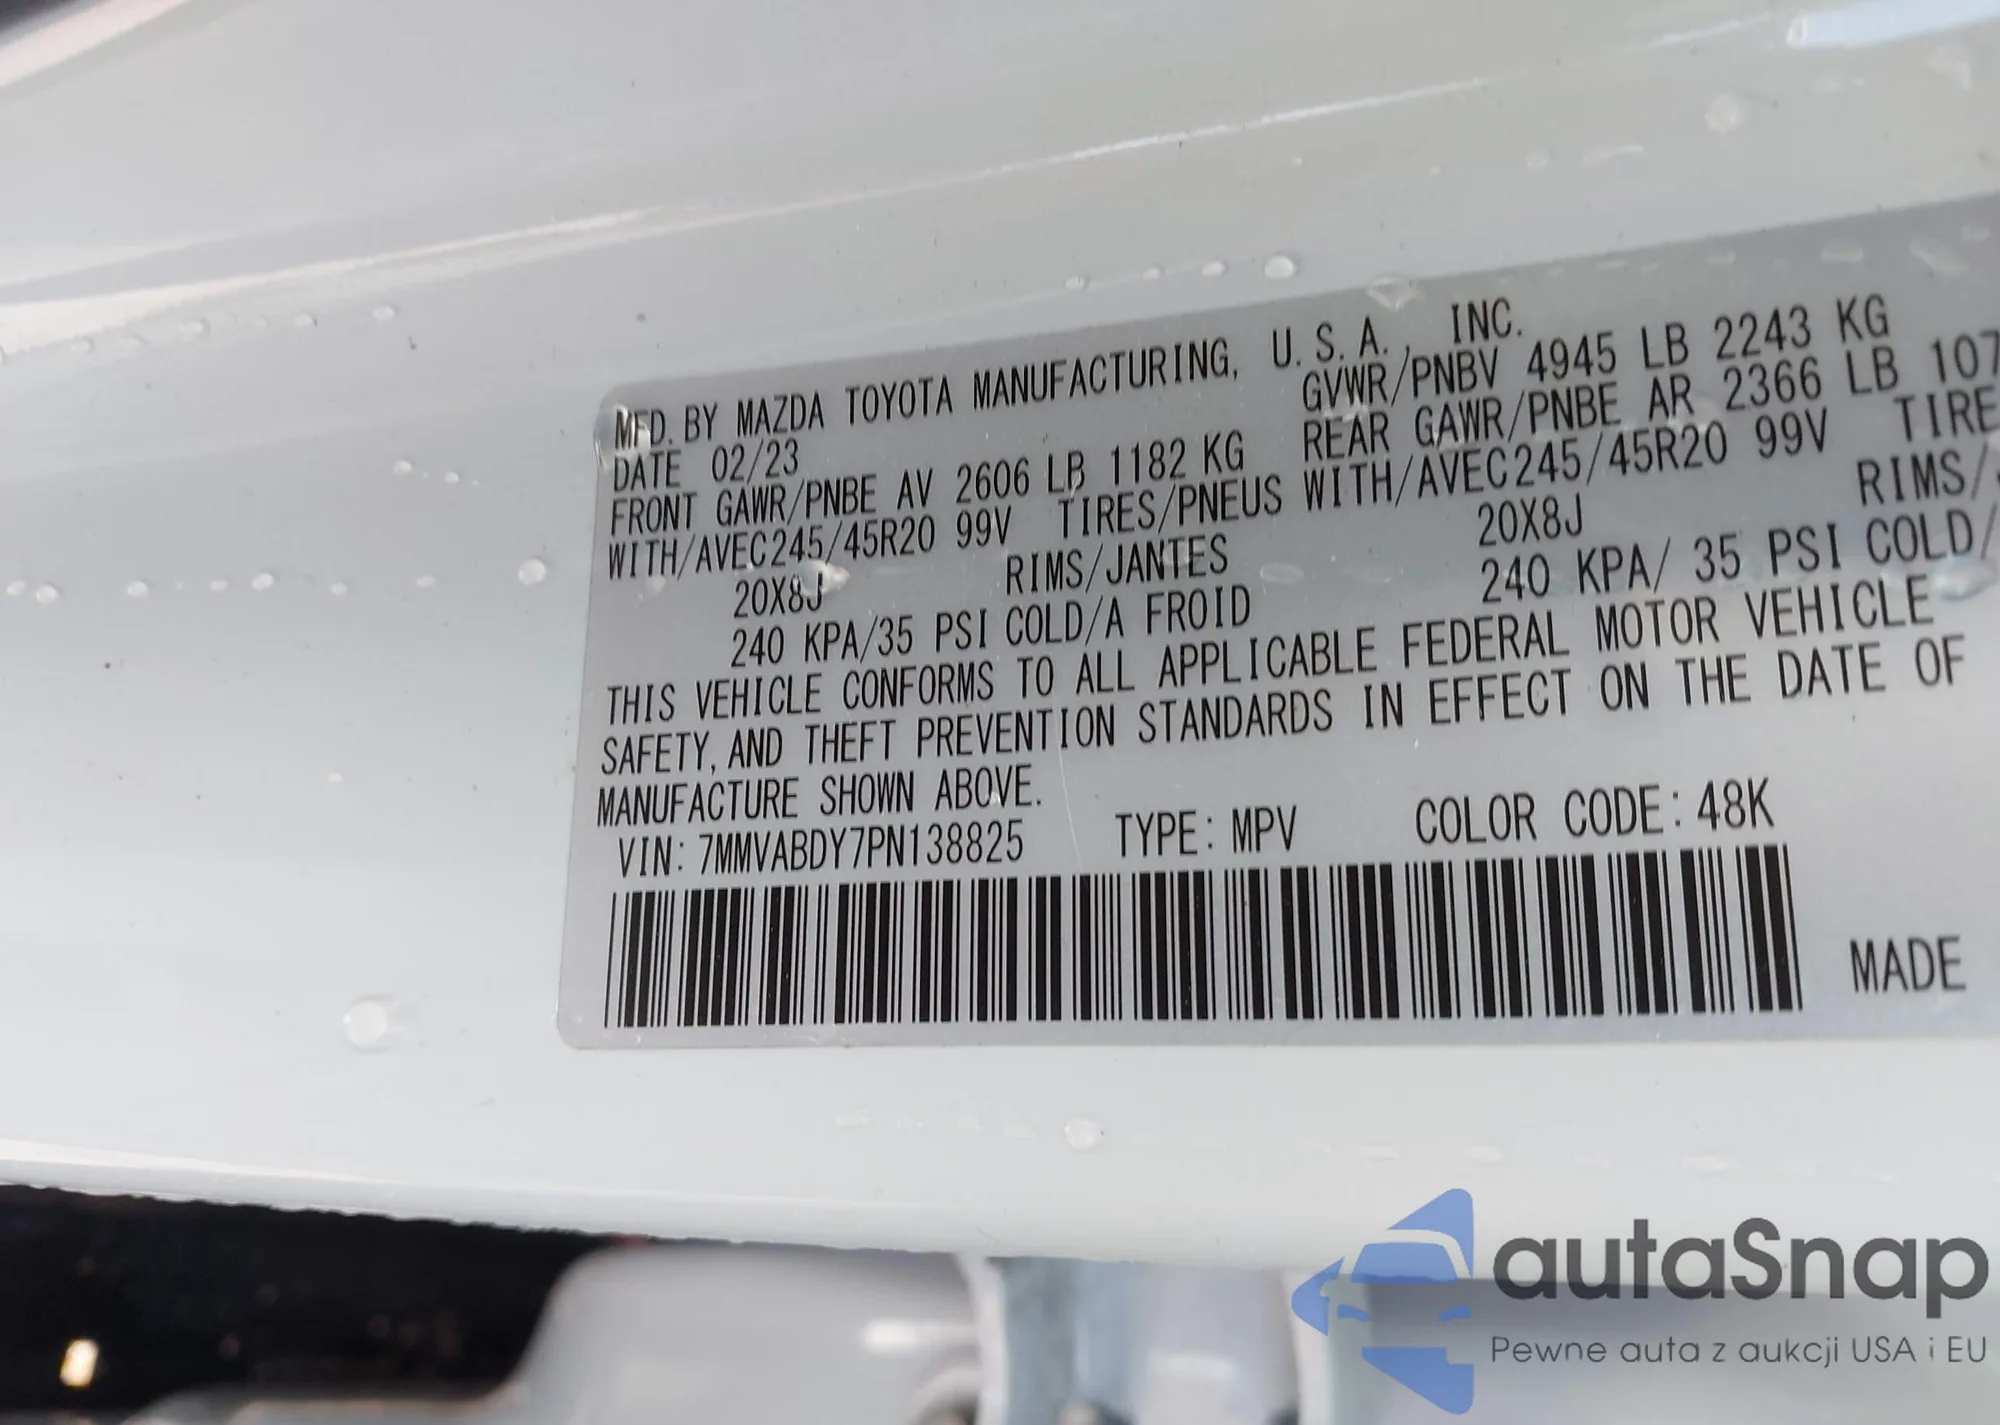 MFD. BY MAZDA TOYOTA MANUFACTURING, U.S.A., INC.
DATE 02/23 GVWR/PNBV 4945 LB 2243 KG
FRONT GAWR/PNBE AV 2606 LB 1182 KG REAR GAWR/PNBE AR 2366 LB 107
WITH/AVEC245/45R20 99V TIRES/PNEUS WITH/AVEC245/45R20 99V TIRE
20X8J RIMS/JANTES 20X8J RIMS/
240 KPA/35 PSI COLD/A FROID 240 KPA/ 35 PSI COLD/
THIS VEHICLE CONFORMS TO ALL APPLICABLE FEDERAL MOTOR VEHICLE
SAFETY, AND THEFT PREVENTION STANDARDS IN EFFECT ON THE DATE OF
MANUFACTURE SHOWN ABOVE.
VIN: 7MMVABDY7PN138825 TYPE: MPV COLOR CODE: 48K
MADE
autaSnap
Pewne auta z aukcji USA i EU